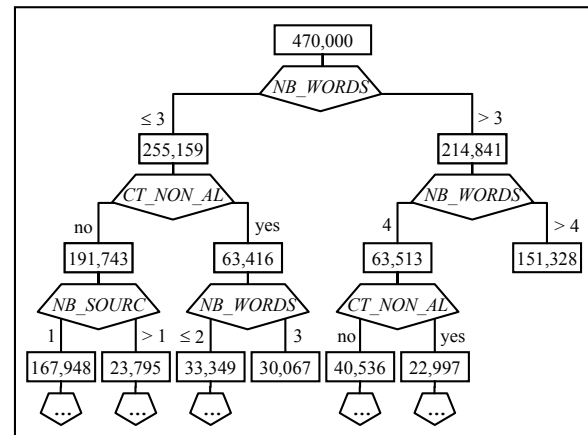 470,000
NB_WORDS
≤ 3 > 3
255,159 214,841
CT_NON_AL NB_WORDS
no yes 4 > 4
191,743 63,416 63,513 151,328
NB_SOURC NB_WORDS CT_NON_AL
1 > 1 ≤ 2 3 no yes
167,948 23,795 33,349 30,067 40,536 22,997
... ... ... ... ...